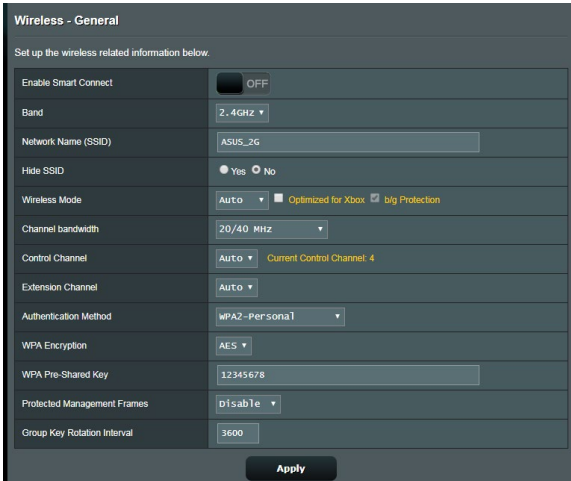 Wireless - General
Set up the wireless related information below.
Enable Smart Connect OFF
Band 2.4GHz
Network Name (SSID) ASUS_2G
Hide SSID Yes No
Wireless Mode Auto Optimized for Xbox b/g Protection
Channel bandwidth 20/40 MHz
Control Channel Auto Current Control Channel: 4
Extension Channel Auto
Authentication Method WPA2-Personal
WPA Encryption AES
WPA Pre-Shared Key 12345678
Protected Management Frames Disable
Group Key Rotation Interval 3600
Apply